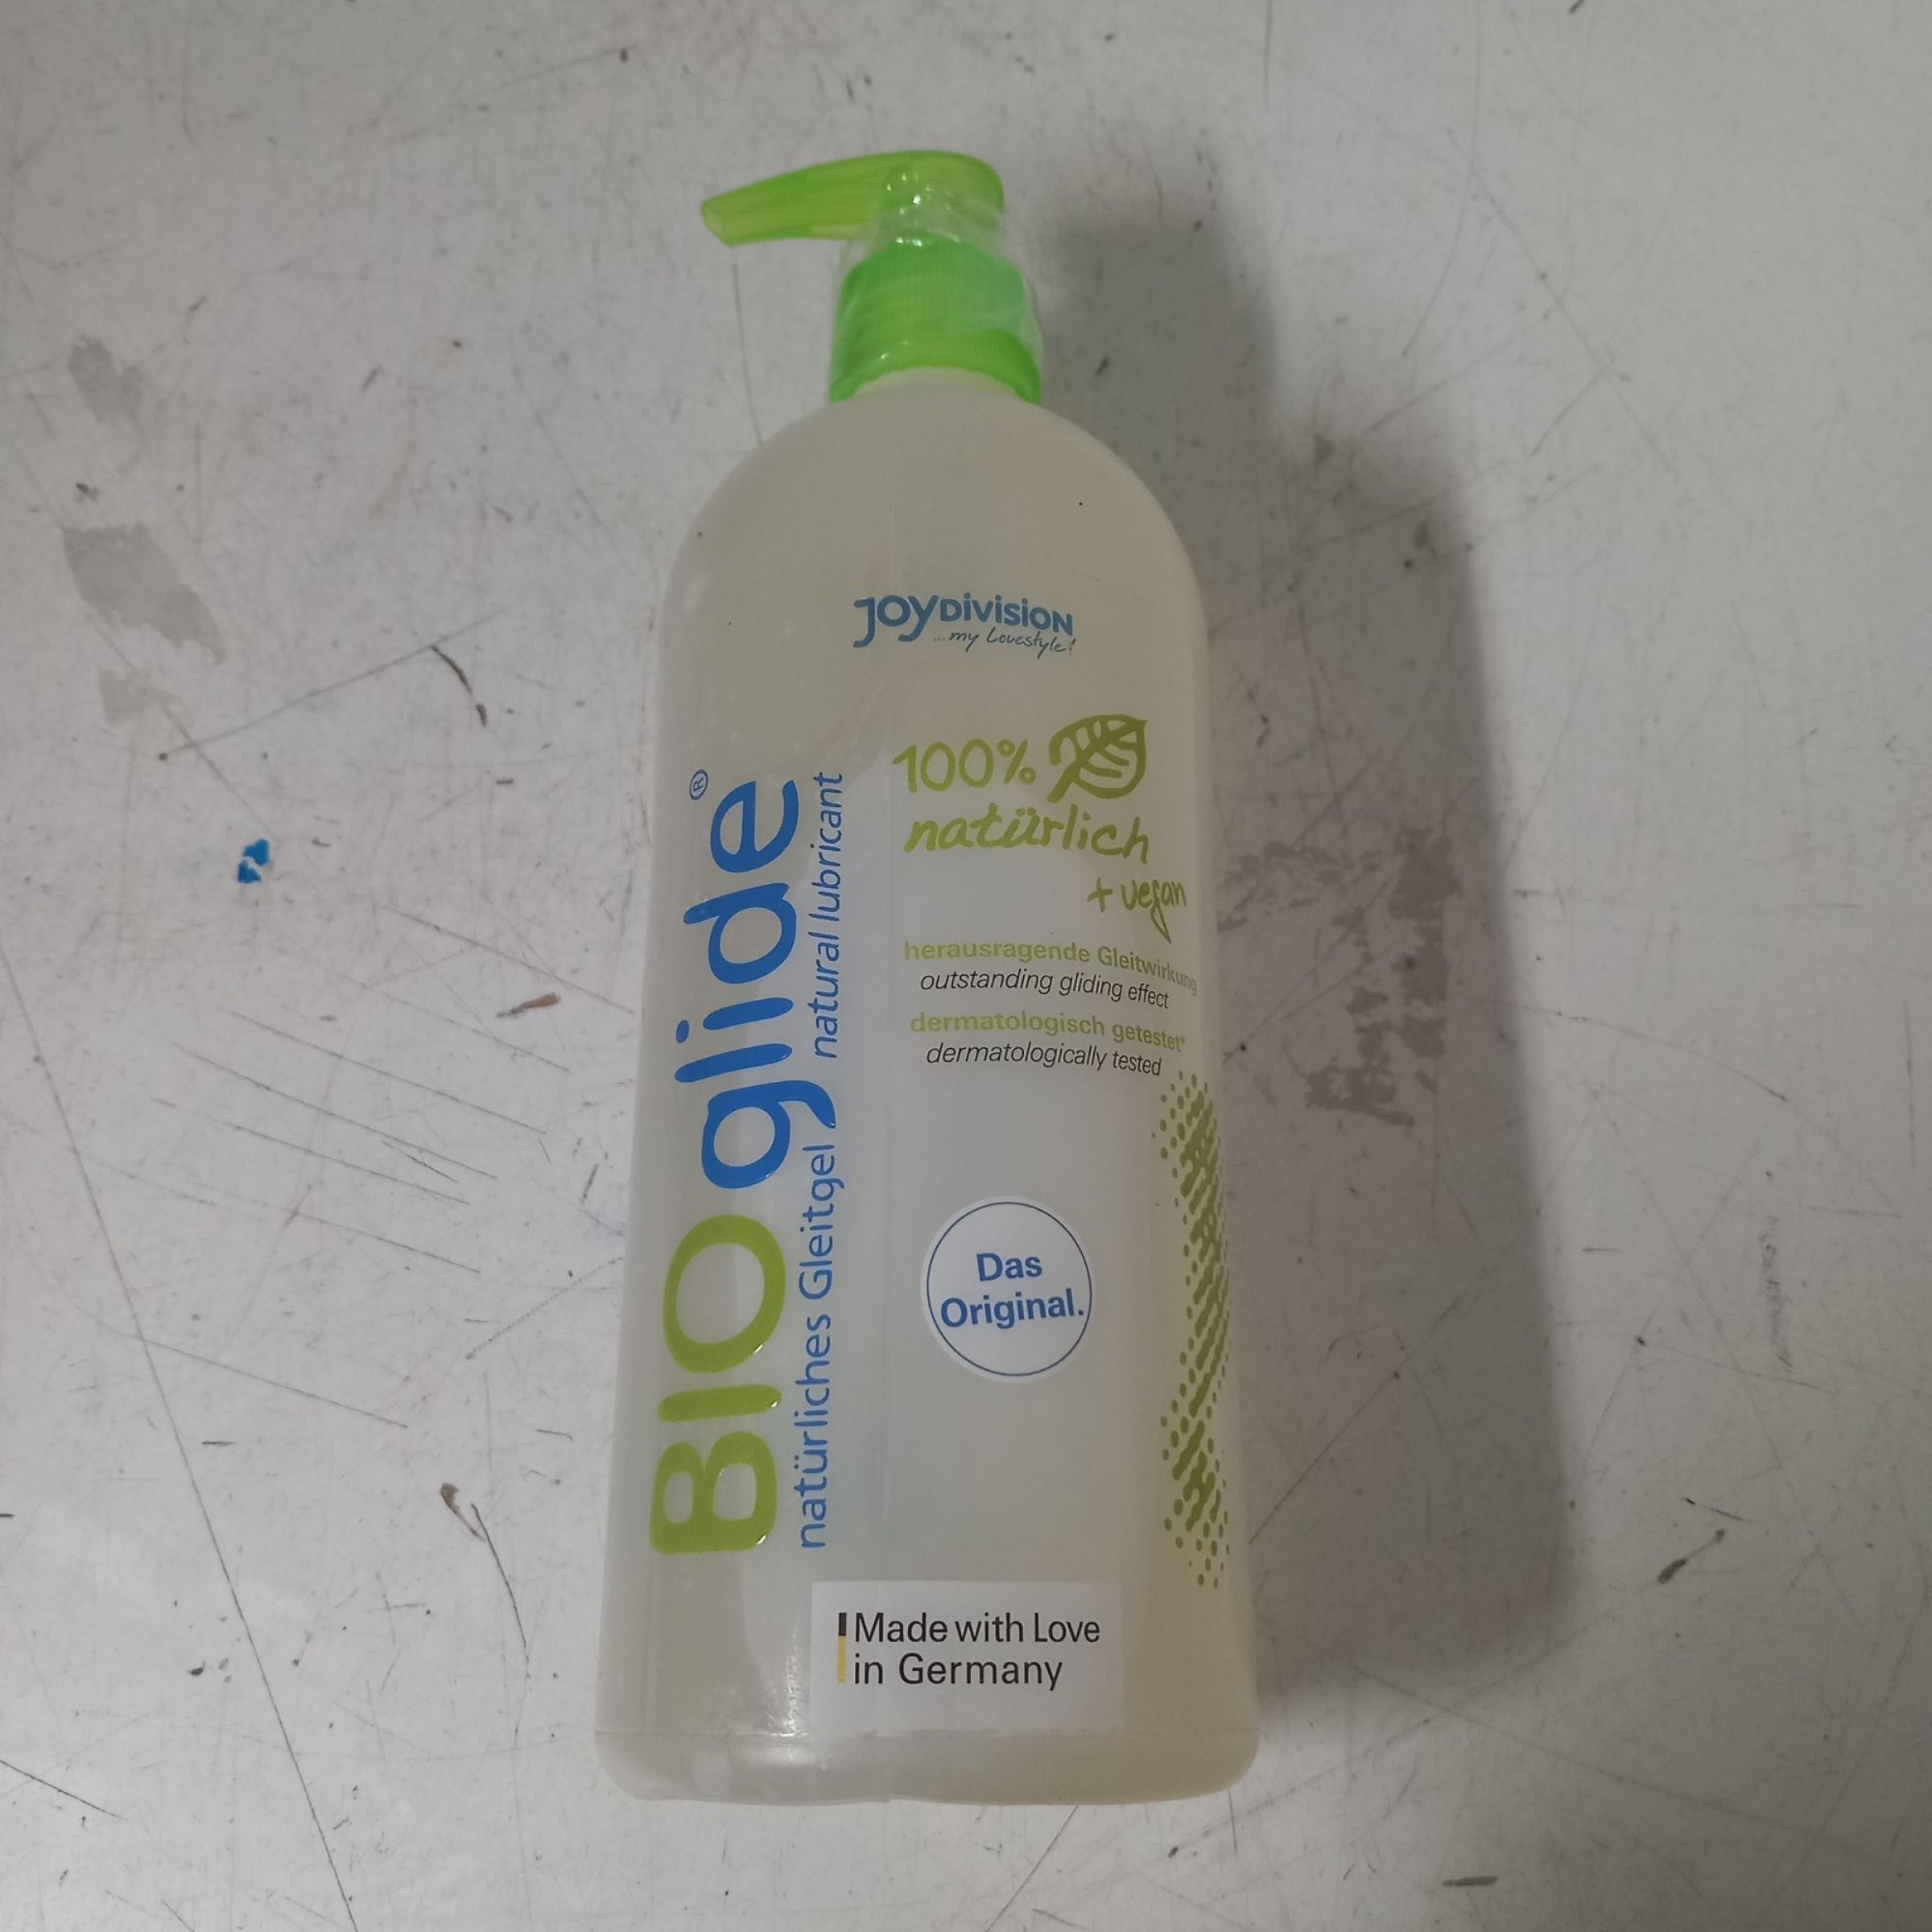 JOYDIVISION
...my Lovestyle!
100%
natürlich
+ vegan
herausragende Gleitwirkung
outstanding gliding effect
dermatologisch getestet*
dermatologically tested
BIOglide®
natürliches Gleitgel natural lubricant
Das
Original.
Made with Love
in Germany